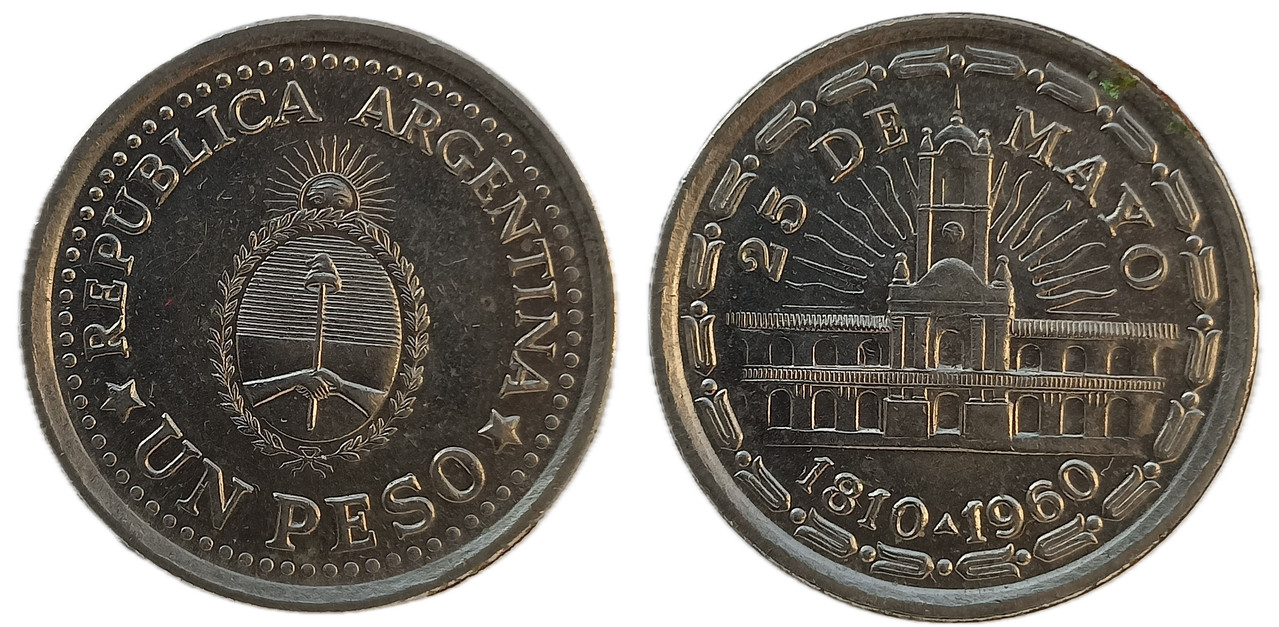 REPUBLICA ARGENTINA
UN PESO
25 DE MAYO
1810 1960